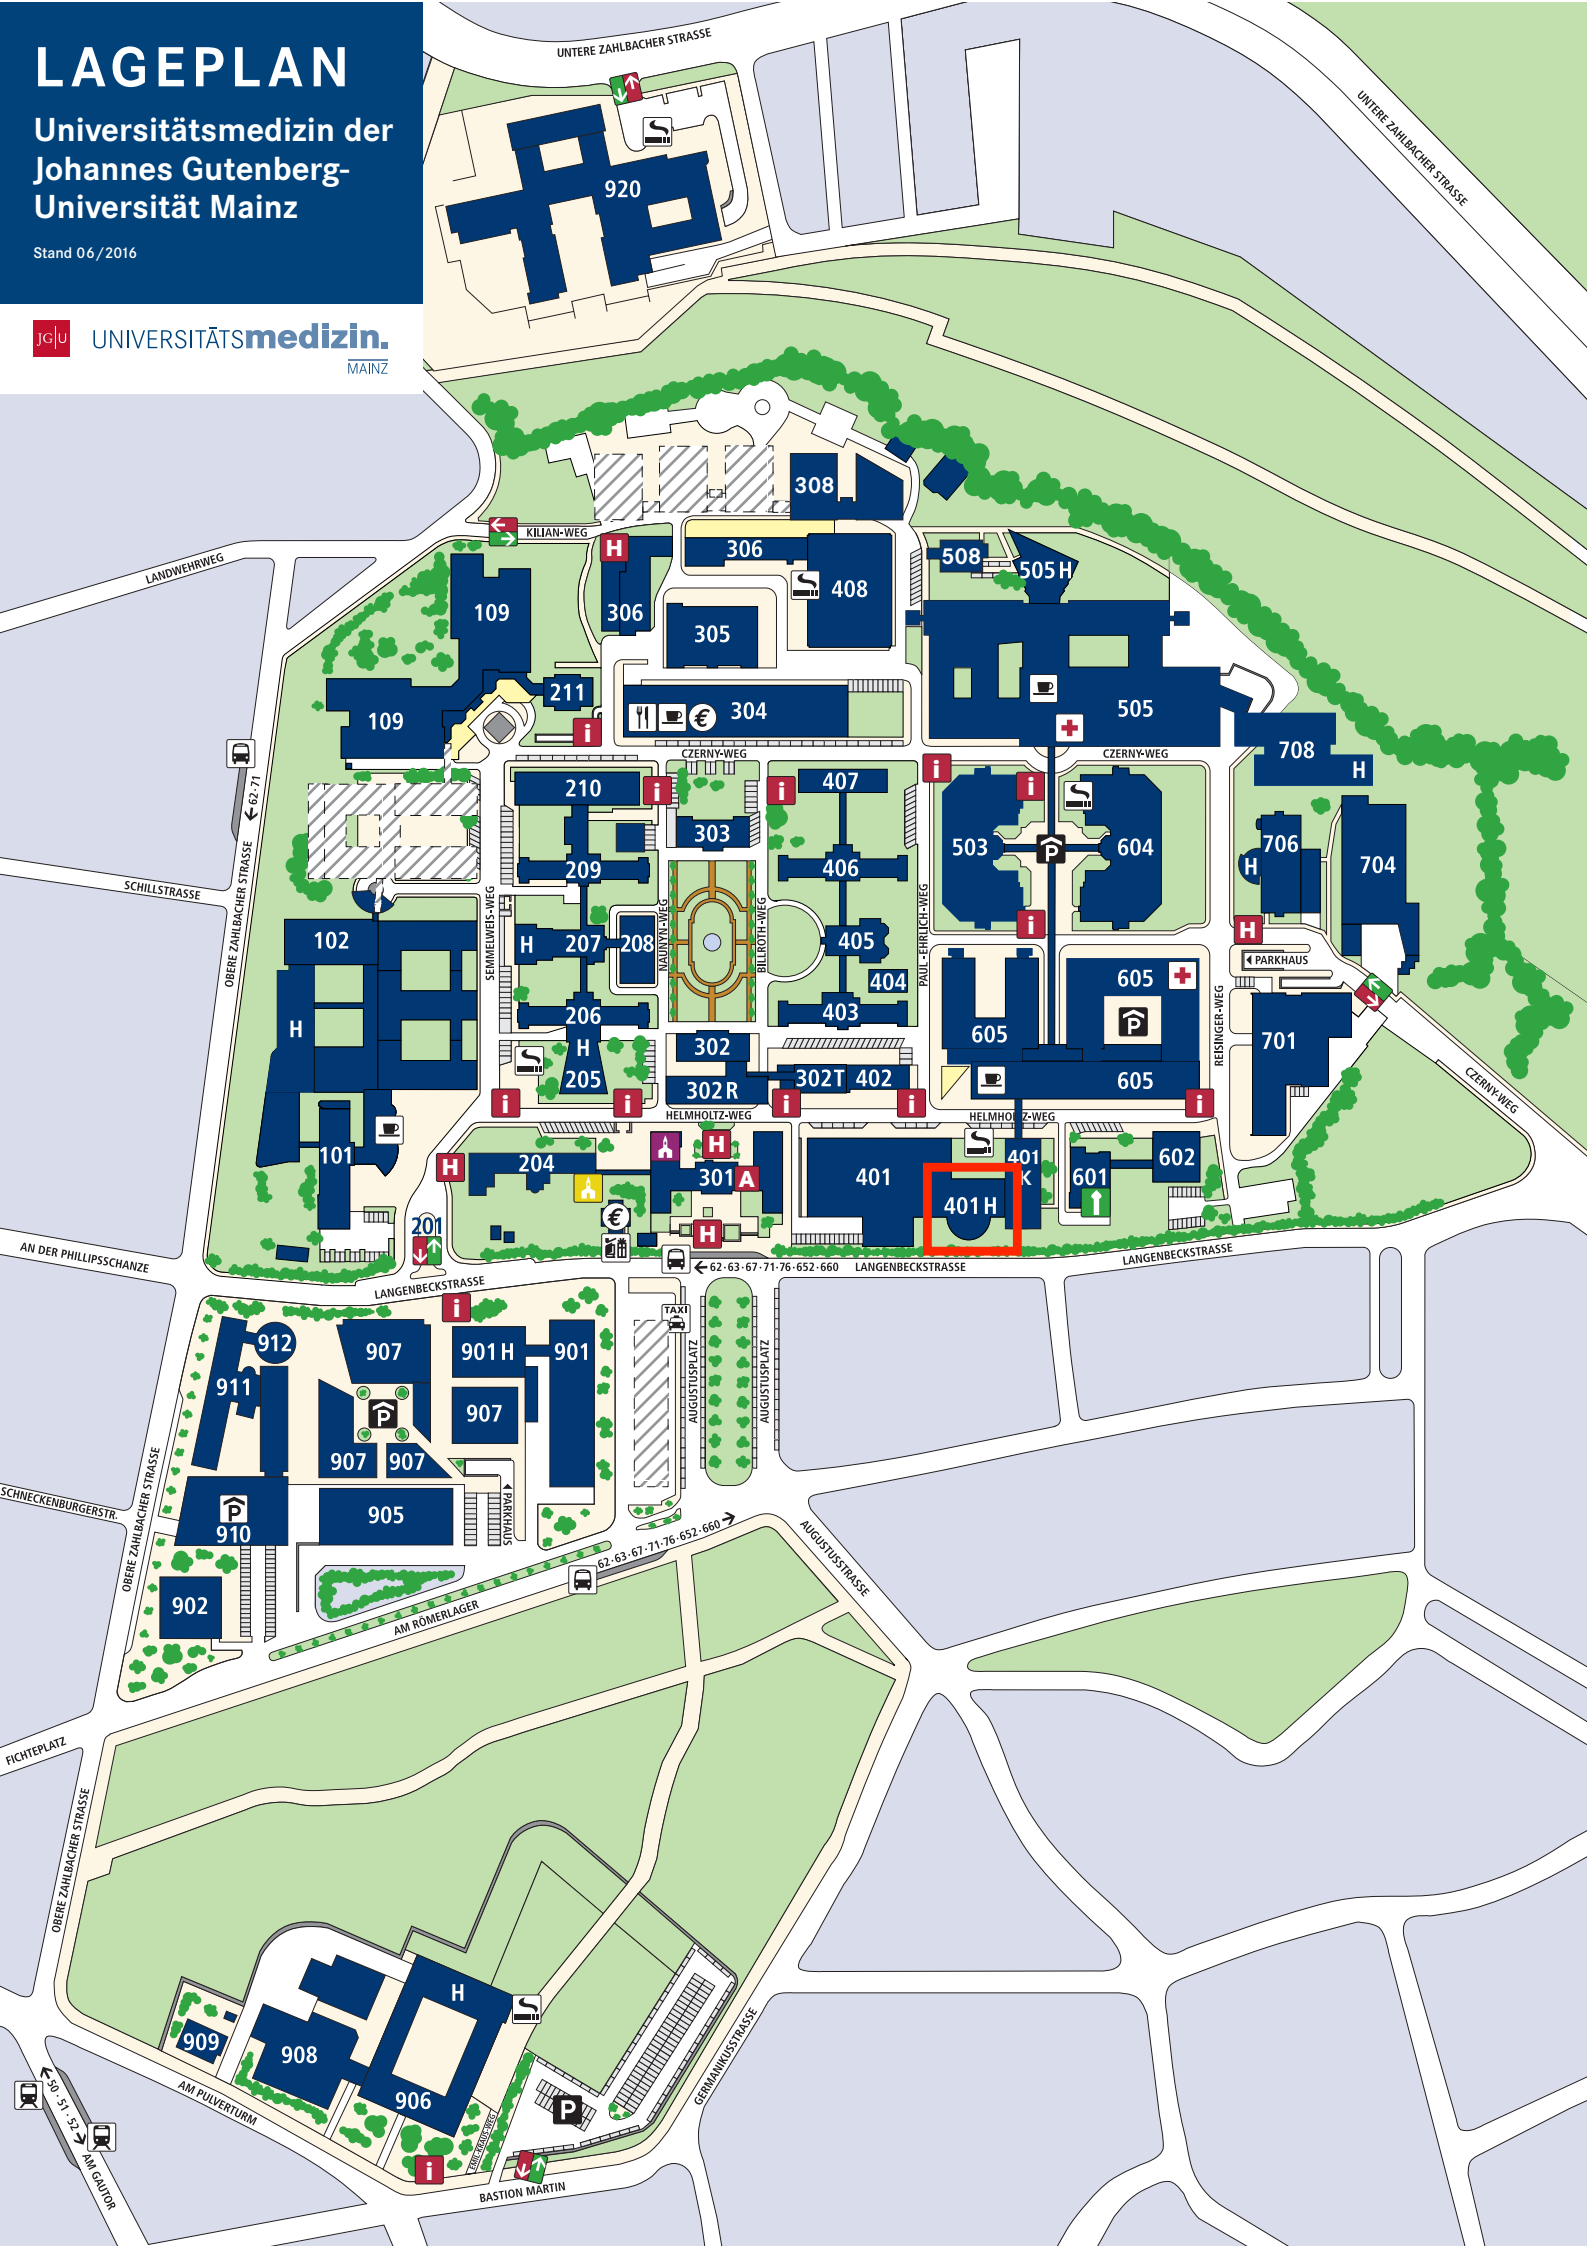 LAGEPLAN
Universitätsmedizin der
Johannes Gutenberg-
Universität Mainz
Stand 06/2016
JG|U
UNIVERSITÄTSmedizin.
MAINZ
UNTERE ZAHLBACHER STRASSE
UNTERE ZAHLBACHER STRASSE
920
308
KILIAN-WEG
LANDWEHRWEG
H
306
508
505 H
408
109
306
305
211
109
304
€
i
505
CZERNY-WEG
CZERNY-WEG
708
H
62·71
i
i
i
i
210
407
303
503
P
604
706
H
704
209
406
SCHILLSTRASSE
OBERE ZAHLBACHER STRASSE
SEMMELWEIS-WEG
NAUNYN-WEG
BILLROTH-WEG
PAUL-EHRLICH-WEG
i
H
102
H
207
208
405
PARKHAUS
404
605
206
403
605
P
701
REISINGER-WEG
H
H
205
302
302 R
302T
402
605
CZERNY-WEG
i
i
i
i
i
HELMHOLTZ-WEG
HELMHOLTZ-WEG
101
H
204
H
301
A
401
401
K
401 H
601
602
201
€
H
AN DER PHILLIPSSCHANZE
62·63·67·71·76·652·660
LANGENBECKSTRASSE
LANGENBECKSTRASSE
LANGENBECKSTRASSE
i
TAXI
912
907
901 H
901
911
P
907
AUGUSTUSPLATZ
AUGUSTUSPLATZ
907
907
OBERE ZAHLBACHER STRASSE
SCHNECKENBURGERSTR.
P
910
905
PARKHAUS
62·63·67·71·76·652·660
AUGUSTUSSTRASSE
902
AM RÖMERLAGER
FICHTEPLATZ
OBERE ZAHLBACHER STRASSE
H
909
908
906
GERMANIKUSSTRASSE
AM PULVERTURM
P
50·51·52
EMIL-KRAUS-WEG
AM GAUTOR
i
BASTION MARTIN